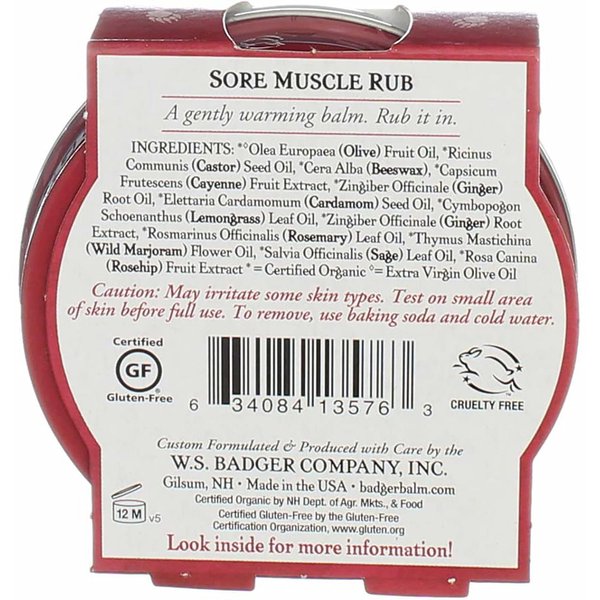 SORE MUSCLE RUB
A gently warming balm. Rub it in.
INGREDIENTS: *°Olea Europaea (Olive) Fruit Oil, *Ricinus
Communis (Castor) Seed Oil, *Cera Alba (Beeswax), *Capsicum
Frutescens (Cayenne) Fruit Extract, *Zingiber Officinale (Ginger)
Root Oil, *Elettaria Cardamomum (Cardamom) Seed Oil, *Cymbopogon
Schoenanthus (Lemongrass) Leaf Oil, *Zingiber Officinale (Ginger) Root
Extract, *Rosmarinus Officinalis (Rosemary) Leaf Oil, *Thymus Mastichina
(Wild Marjoram) Flower Oil, *Salvia Officinalis (Sage) Leaf Oil, *Rosa Canina
(Rosehip) Fruit Extract * = Certified Organic °= Extra Virgin Olive Oil
Caution: May irritate some skin types. Test on small area
of skin before full use. To remove, use baking soda and cold water.
Certified
GF
Gluten-Free
6 34084 13576 3
CRUELTY FREE
Custom Formulated & Produced with Care by the
W.S. BADGER COMPANY, INC.
Gilsum, NH • Made in the USA • badgerbalm.com
Certified Organic by NH Dept. of Agr. Mkts., & Food
Certified Gluten-Free by the Gluten-Free
Certification Organization, www.gluten.org
12 M v5
Look inside for more information!